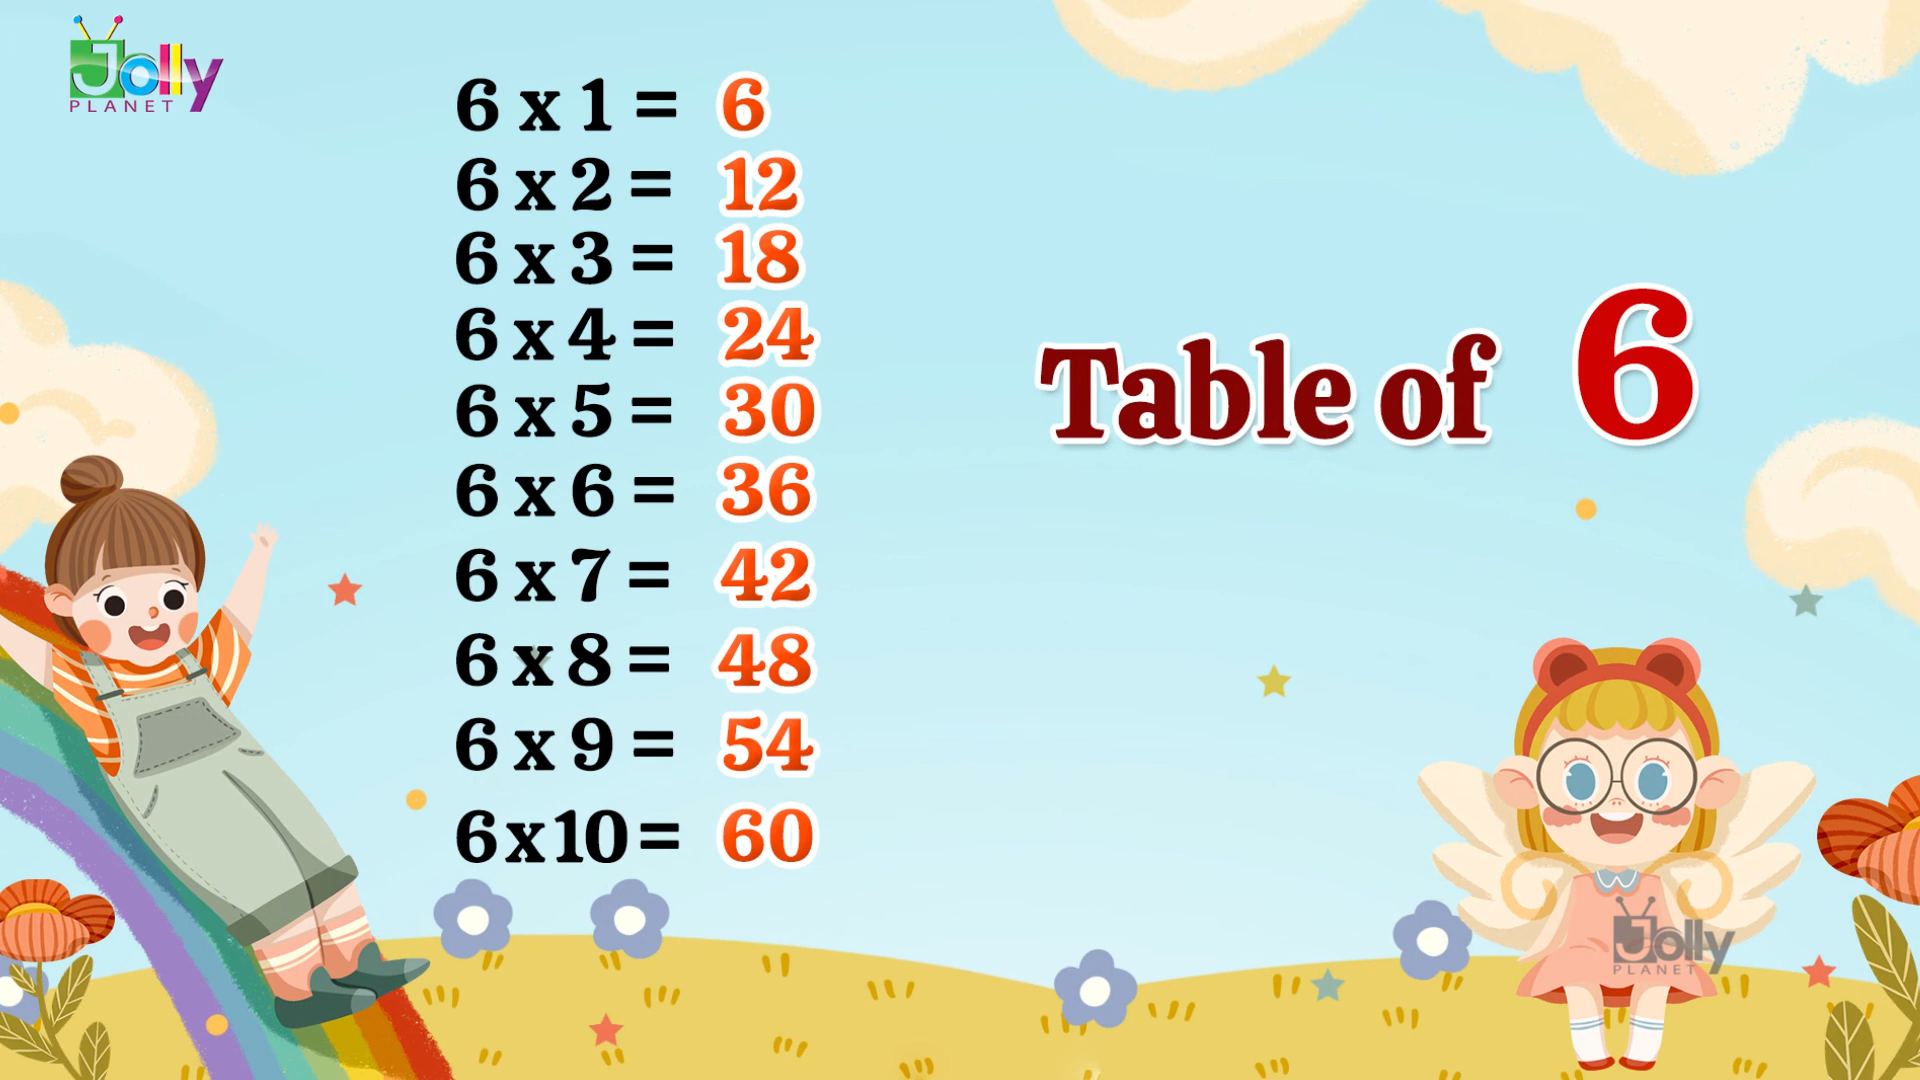 Jolly
PLANET
6 x 1 = 6
6 x 2 = 12
6 x 3 = 18
6 x 4 = 24
6 x 5 = 30
6 x 6 = 36
6 x 7 = 42
6 x 8 = 48
6 x 9 = 54
6 x 10 = 60
Table of 6
Jolly
PLANET